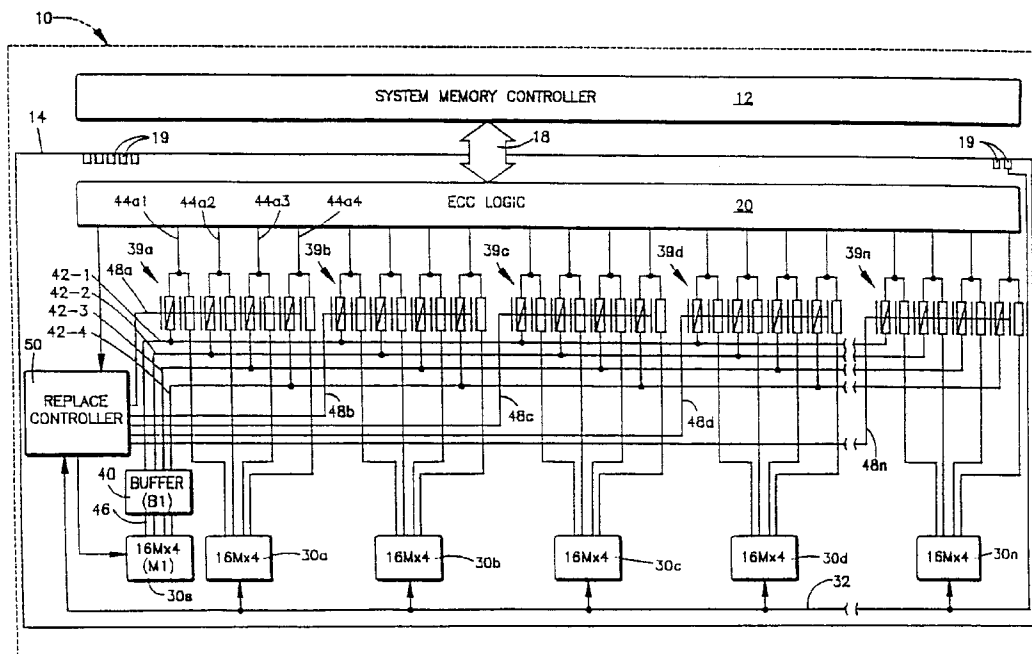 10
SYSTEM MEMORY CONTROLLER 12
14
19
18
19
ECC LOGIC 20
44a1
44a2
44a3
44a4
39a
39b
39c
39d
39n
42-1
48a
42-2
42-3
42-4
50
REPLACE
CONTROLLER
48b
48c
48d
48n
40
BUFFER
(B1)
46
16Mx4
(M1)
30s
16Mx4
30a
16Mx4
30b
16Mx4
30c
16Mx4
30d
16Mx4
30n
32